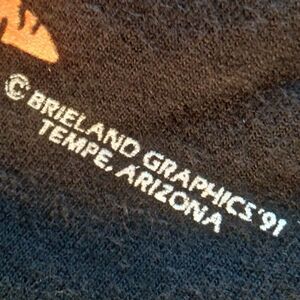 © BRIELAND GRAPHICS '91
TEMPE, ARIZONA